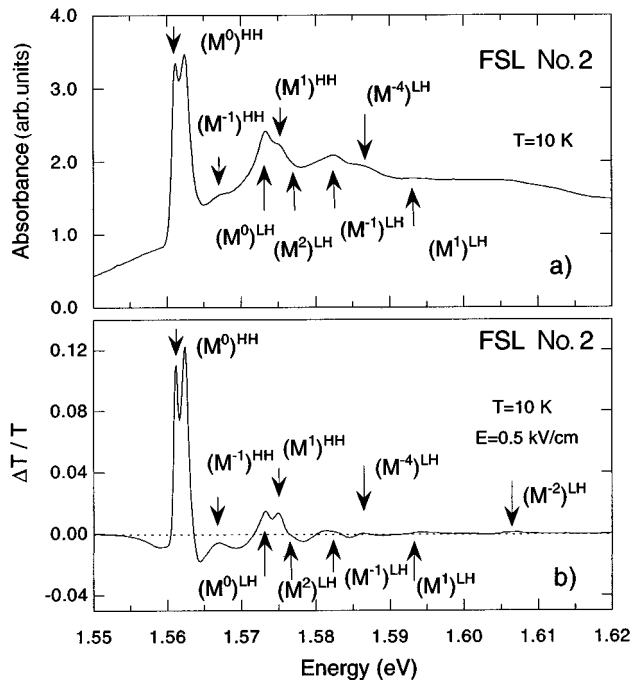 (M⁰)ᴴᴴ
FSL No.2
(M⁻¹)ᴴᴴ
(M¹)ᴴᴴ
(M⁻⁴)ᴸᴴ
T=10 K
(M⁰)ᴸᴴ
(M²)ᴸᴴ
(M⁻¹)ᴸᴴ
(M¹)ᴸᴴ
a)
Absorbance (arb.units)
4.0
3.0
2.0
1.0
0.0
(M⁰)ᴴᴴ
FSL No.2
T=10 K
E=0.5 kV/cm
(M⁻¹)ᴴᴴ
(M¹)ᴴᴴ
(M⁻⁴)ᴸᴴ
(M⁻²)ᴸᴴ
(M⁰)ᴸᴴ
(M²)ᴸᴴ
(M⁻¹)ᴸᴴ
(M¹)ᴸᴴ
b)
ΔT / T
0.12
0.08
0.04
0.00
-0.04
1.55 1.56 1.57 1.58 1.59 1.60 1.61 1.62
Energy (eV)